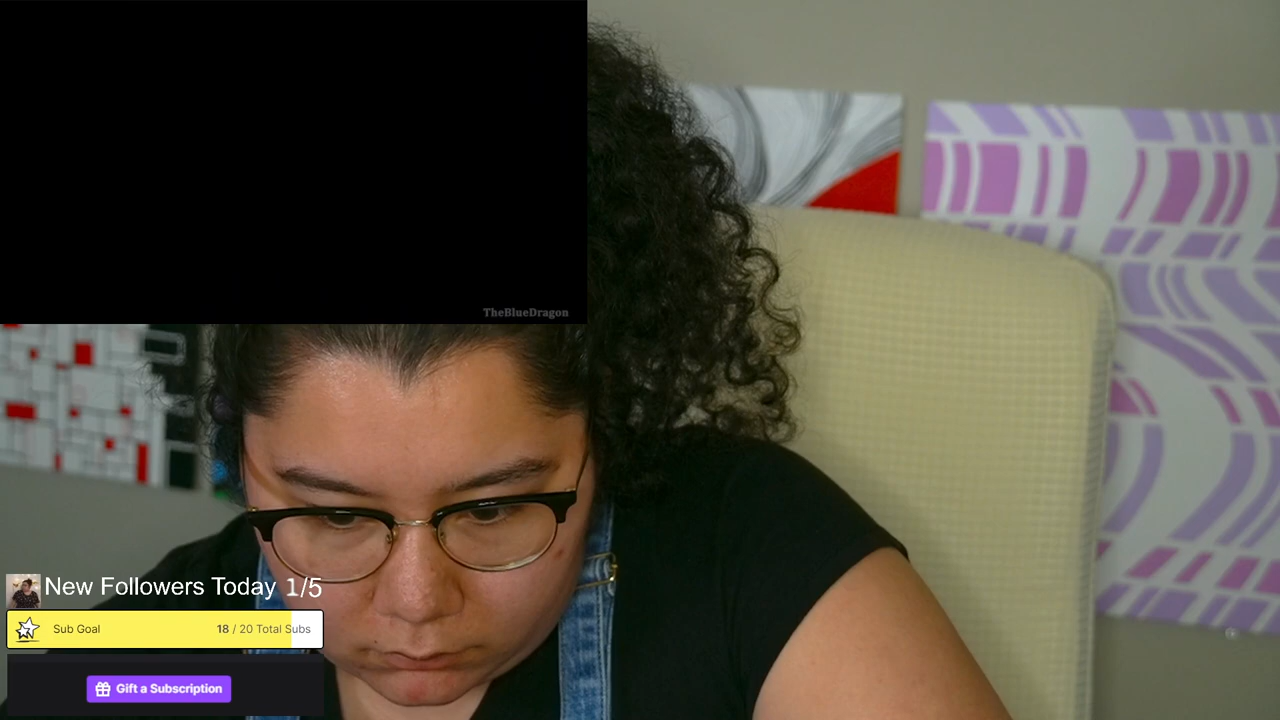 TheBlueDragon
New Followers Today 1/5
Sub Goal 18 / 20 Total Subs
Gift a Subscription